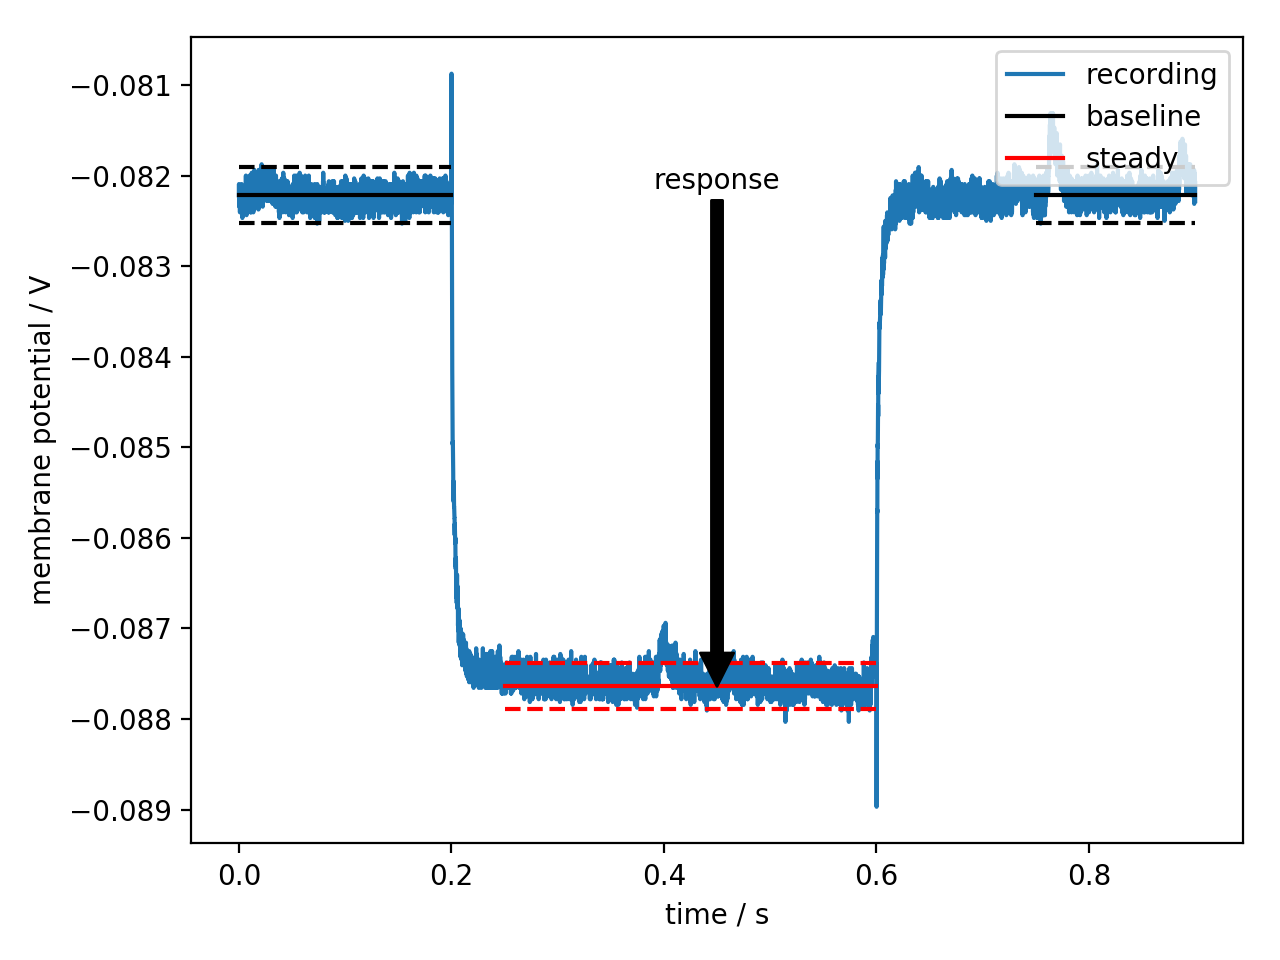 recording
baseline
steady
response
membrane potential / V
−0.081
−0.082
−0.083
−0.084
−0.085
−0.086
−0.087
−0.088
−0.089
0.0 0.2 0.4 0.6 0.8
time / s